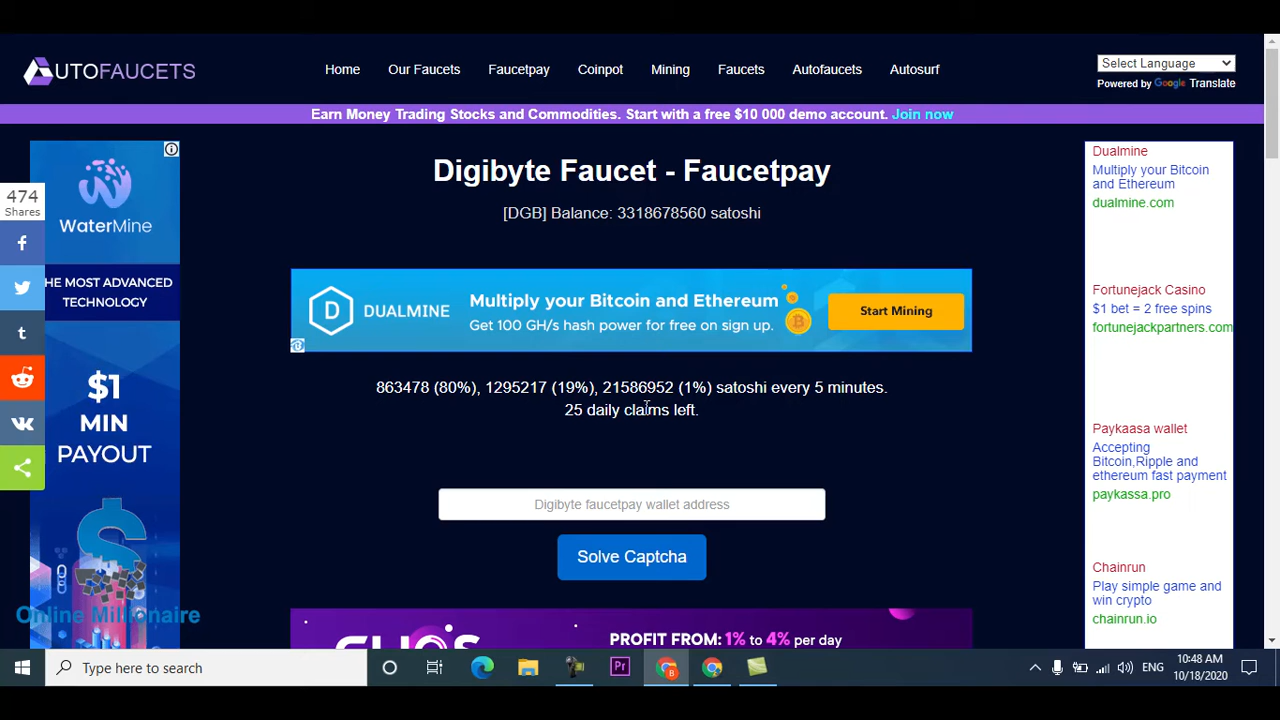 AUTOFAUCETS
Home
Our Faucets
Faucetpay
Coinpot
Mining
Faucets
Autofaucets
Autosurf
Select Language
Powered by Google Translate
Earn Money Trading Stocks and Commodities. Start with a free $10 000 demo account. Join now
474
Shares
WaterMine
THE MOST ADVANCED
TECHNOLOGY
$1
MIN
PAYOUT
Online Millionaire
Digibyte Faucet - Faucetpay
[DGB] Balance: 3318678560 satoshi
DUALMINE
Multiply your Bitcoin and Ethereum
Get 100 GH/s hash power for free on sign up.
Start Mining
863478 (80%), 1295217 (19%), 21586952 (1%) satoshi every 5 minutes.
25 daily claims left.
Digibyte faucetpay wallet address
Solve Captcha
PROFIT FROM: 1% to 4% per day
Dualmine
Multiply your Bitcoin
and Ethereum
dualmine.com
Fortunejack Casino
$1 bet = 2 free spins
fortunejackpartners.com
Paykaasa wallet
Accepting
Bitcoin,Ripple and
ethereum fast payment
paykassa.pro
Chainrun
Play simple game and
win crypto
chainrun.io
Type here to search
Pr
B
ENG
10:48 AM
10/18/2020